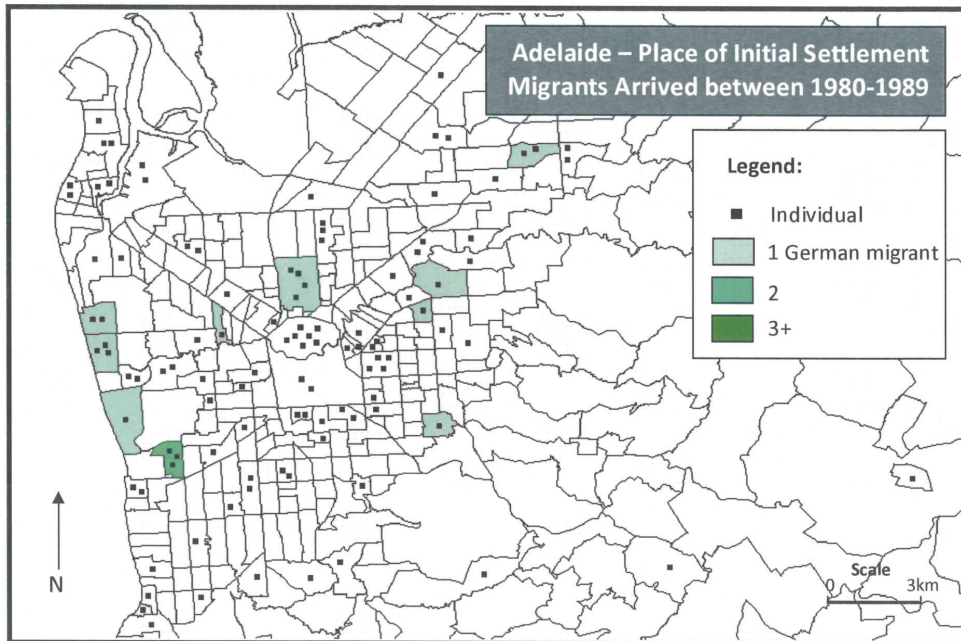 Adelaide – Place of Initial Settlement
Migrants Arrived between 1980-1989
Legend:
Individual
1 German migrant
2
3+
N
Scale
0 3km